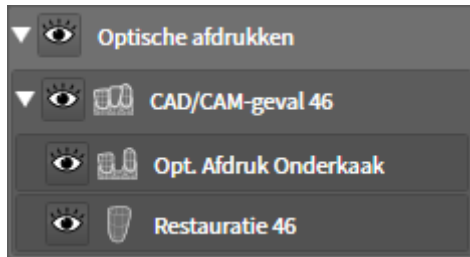 Optische afdrukken
CAD/CAM-geval 46
Opt. Afdruk Onderkaak
Restauratie 46